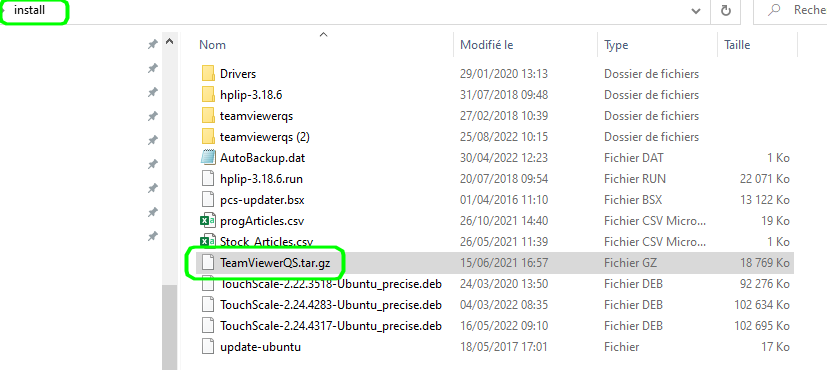 install
Reche
Nom Modifié le Type Taille
Drivers 29/01/2020 13:13 Dossier de fichiers
hplip-3.18.6 31/07/2018 09:48 Dossier de fichiers
teamviewerqs 27/02/2018 10:39 Dossier de fichiers
teamviewerqs (2) 25/08/2022 10:15 Dossier de fichiers
AutoBackup.dat 30/04/2022 12:23 Fichier DAT 1 Ko
hplip-3.18.6.run 20/07/2018 09:54 Fichier RUN 22 071 Ko
pcs-updater.bsx 01/04/2016 11:10 Fichier BSX 13 122 Ko
progArticles.csv 26/10/2021 14:40 Fichier CSV Micro... 19 Ko
Stock_Articles.csv 26/05/2021 11:39 Fichier CSV Micro... 1 Ko
TeamViewerQS.tar.gz 15/06/2021 16:57 Fichier GZ 18 769 Ko
TouchScale-2.22.3518-Ubuntu_precise.deb 24/03/2020 13:50 Fichier DEB 92 276 Ko
TouchScale-2.24.4283-Ubuntu_precise.deb 04/03/2022 08:35 Fichier DEB 102 634 Ko
TouchScale-2.24.4317-Ubuntu_precise.deb 16/05/2022 09:10 Fichier DEB 102 695 Ko
update-ubuntu 18/05/2017 17:01 Fichier 17 Ko